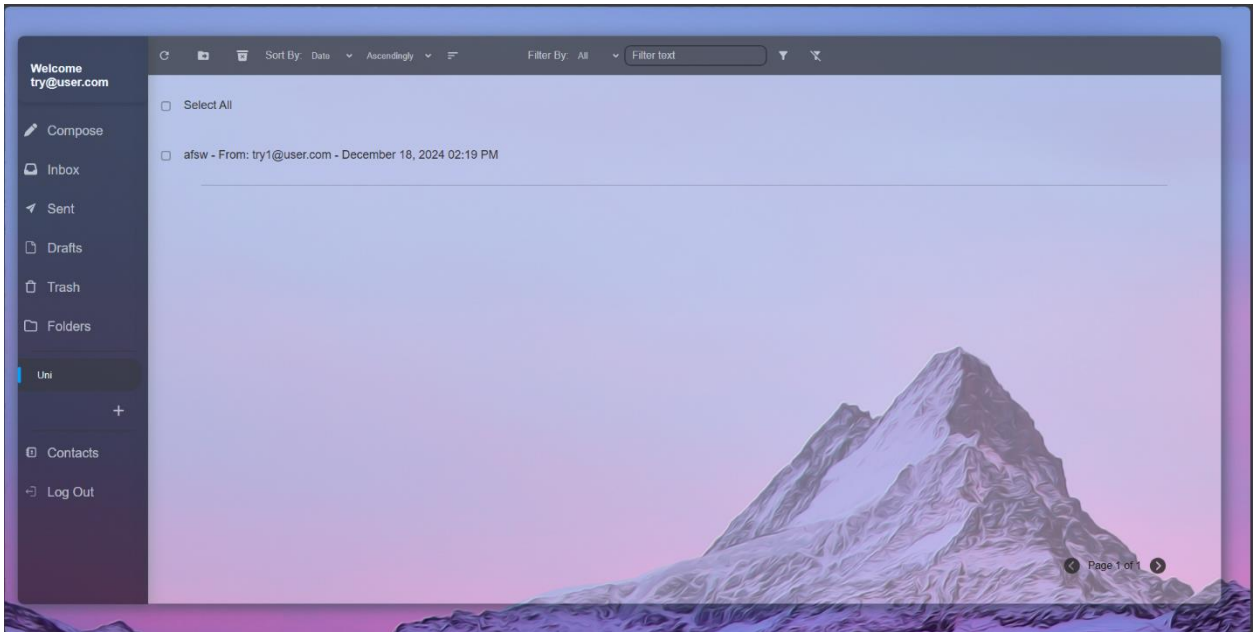 Welcome
try@user.com
Compose
Inbox
Sent
Drafts
Trash
Folders
Uni
+
Contacts
Log Out
Sort By: Date Ascendingly Filter By: All Filter text
Select All
afsw - From: try1@user.com - December 18, 2024 02:19 PM
Page 1 of 1